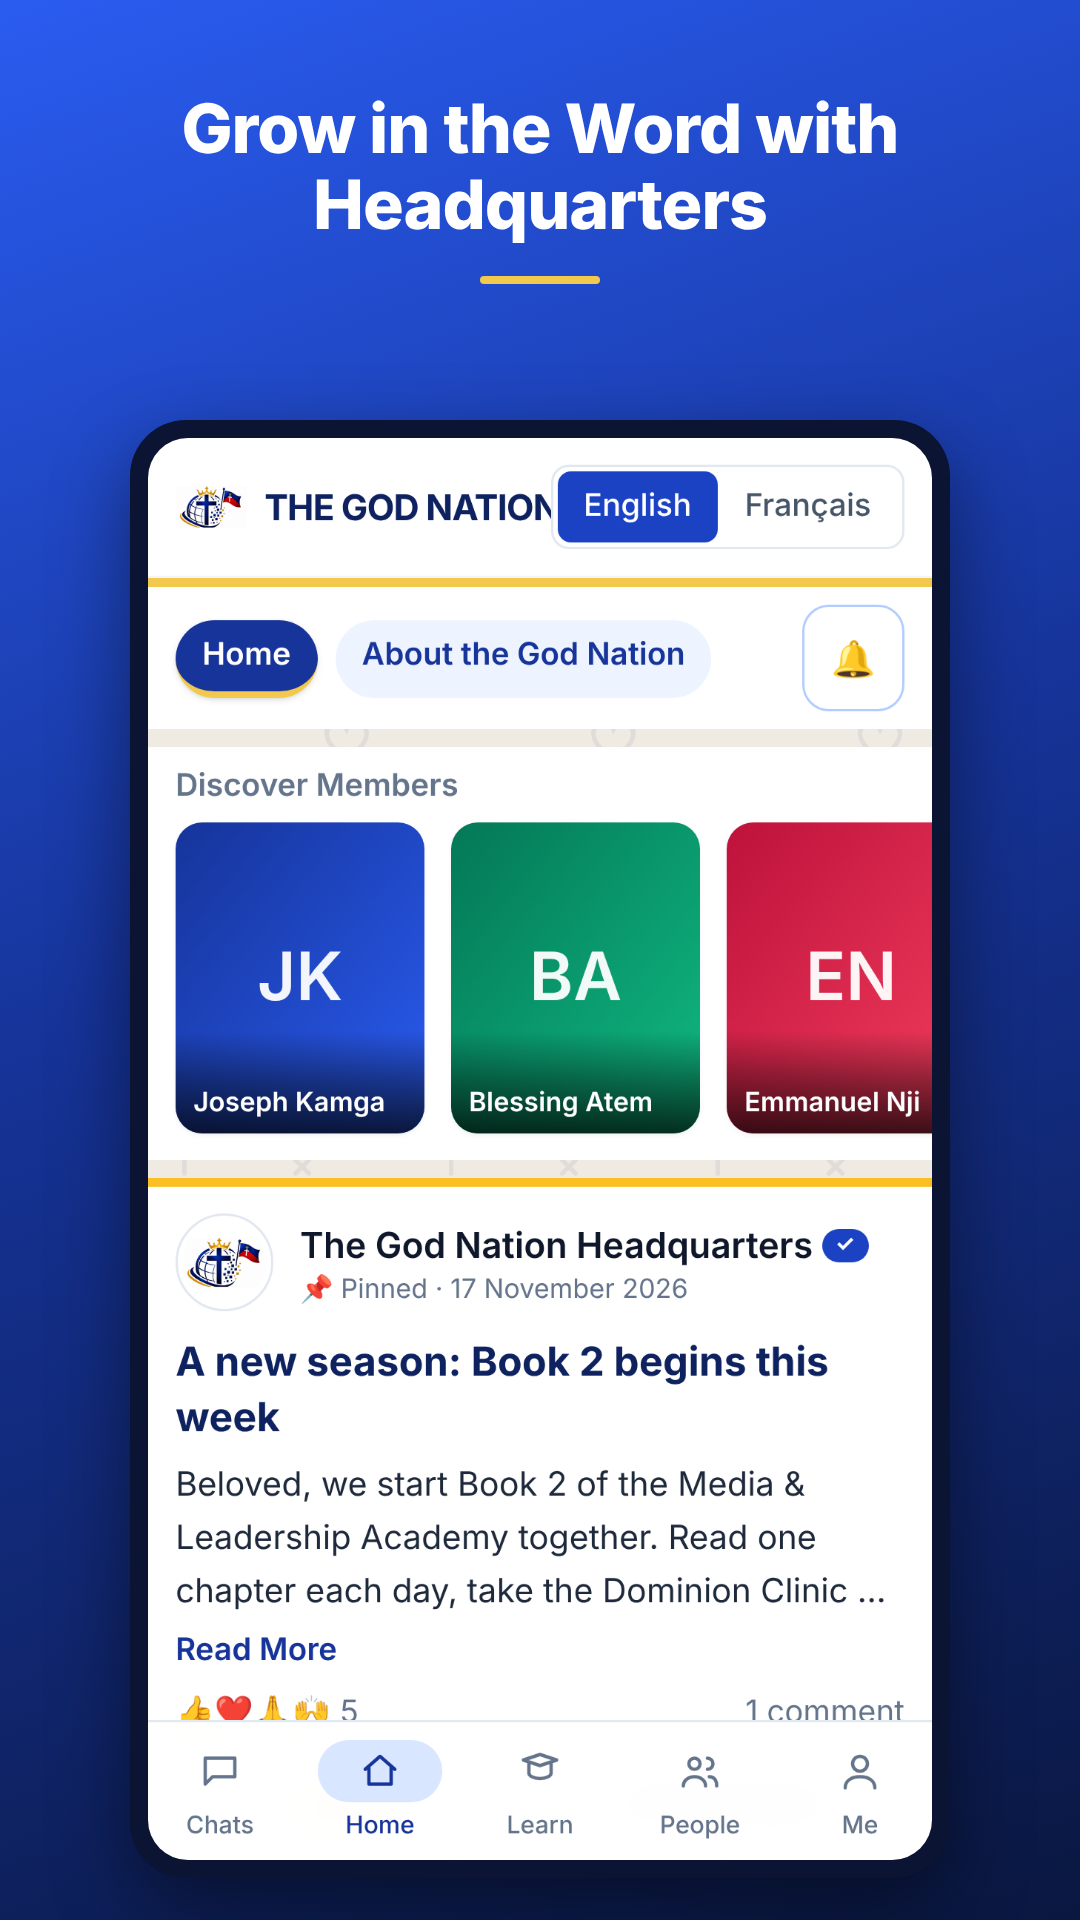 Grow in the Word with
Headquarters
THE GOD NATION
English
Français
Home
About the God Nation
Discover Members
JK
Joseph Kamga
BA
Blessing Atem
EN
Emmanuel Nji
The God Nation Headquarters
📌 Pinned · 17 November 2026
A new season: Book 2 begins this
week
Beloved, we start Book 2 of the Media &
Leadership Academy together. Read one
chapter each day, take the Dominion Clinic ...
Read More
👍❤️🙏🙌 5
1 comment
Chats
Home
Learn
People
Me